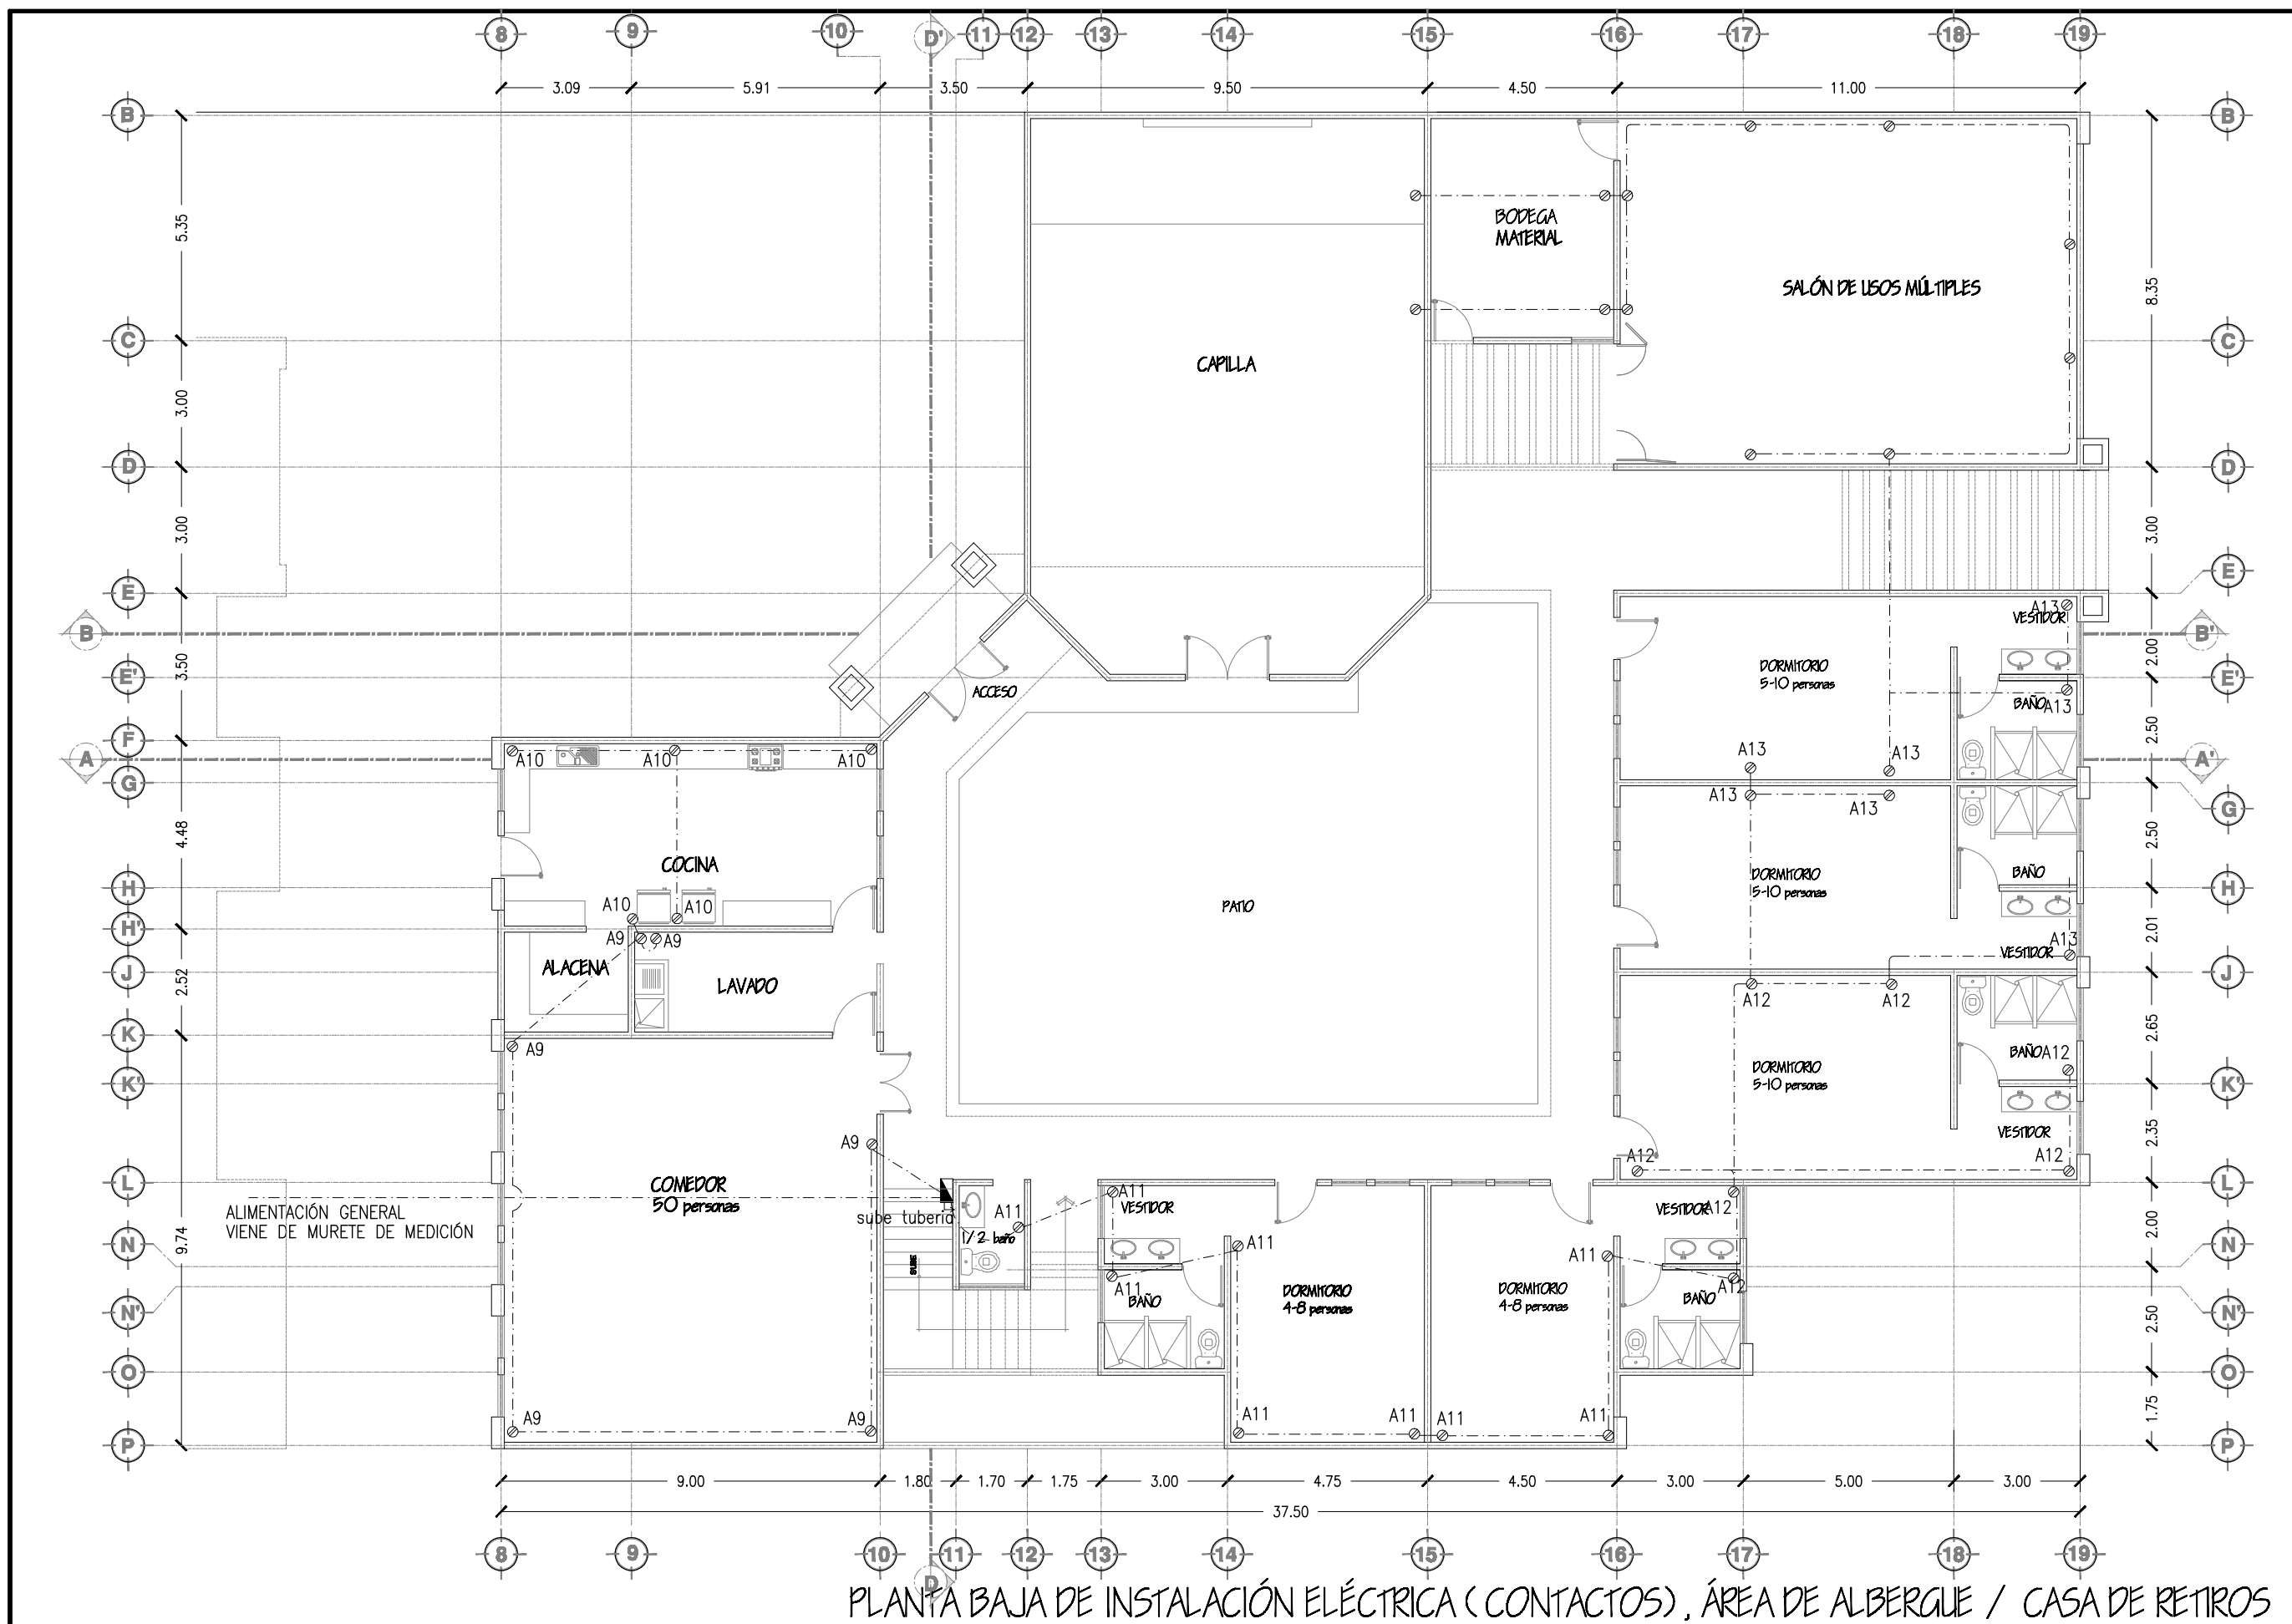 8 9 10 D' 11 12 13 14 15 16 17 18 19
3.09 5.91 3.50 9.50 4.50 11.00
B B
5.35
BODEGA
MATERIAL
SALÓN DE USOS MÚLTIPLES
8.35
C C
CAPILLA
3.00
D D
3.00 3.00
E E
A13
VESTIDOR
B B'
3.50 2.00
DORMITORIO
5-10 personas
E' E'
ACCESO
BAÑO A13
F
A10 A10 A10
A13 A13
2.50
A A'
G G
A13 A13
4.48 2.50
COCINA
DORMITORIO
5-10 personas
BAÑO
H H
A10 A10
PATIO
H'
A9 A9
2.01
A13
VESTIDOR
ALACENA
LAVADO
J J
2.52
A12 A12
K
2.65
A9
BAÑO A12
DORMITORIO
5-10 personas
K' K'
A9
VESTIDOR
2.35
A12 A12
L L
COMEDOR
50 personas
A11
VESTIDOR
A11
VESTIDOR A12
ALIMENTACIÓN GENERAL
VIENE DE MURETE DE MEDICIÓN
sube tuberia
1/2 baño
9.74 2.00
N N
A11 A11
SUBE
A11
BAÑO
DORMITORIO
4-8 personas
DORMITORIO
4-8 personas
A12
BAÑO
N' N'
2.50
O O
1.75
A9 A9 A11 A11 A11 A11
P P
9.00 1.80 1.70 1.75 3.00 4.75 4.50 3.00 5.00 3.00
37.50
8 9 10 11 12 13 14 15 16 17 18 19
D
PLANTA BAJA DE INSTALACIÓN ELÉCTRICA ( CONTACTOS) , ÁREA DE ALBERGUE / CASA DE RETIROS